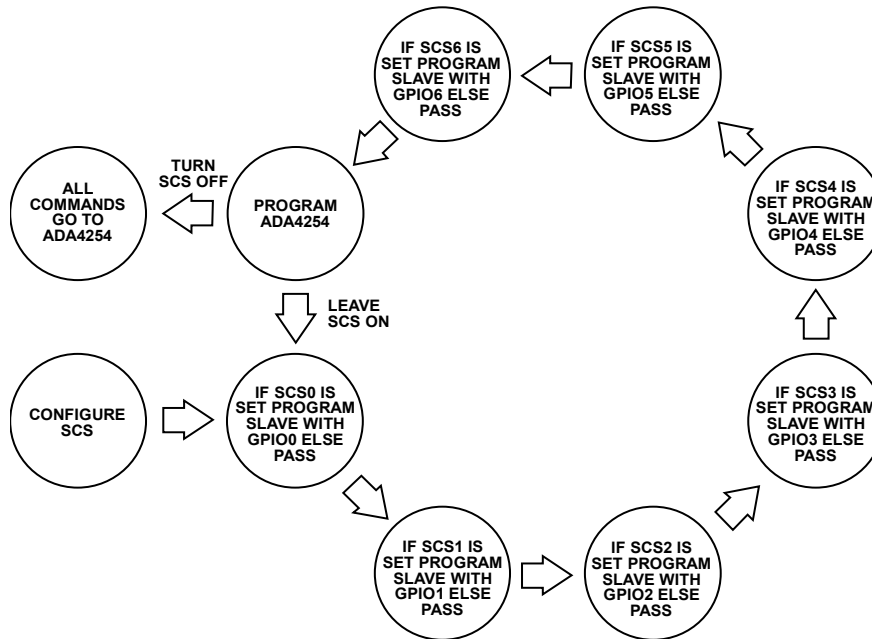 IF SCS6 IS
SET PROGRAM
SLAVE WITH
GPIO6 ELSE
PASS
IF SCS5 IS
SET PROGRAM
SLAVE WITH
GPIO5 ELSE
PASS
TURN
SCS OFF
ALL
COMMANDS
GO TO
ADA4254
PROGRAM
ADA4254
IF SCS4 IS
SET PROGRAM
SLAVE WITH
GPIO4 ELSE
PASS
LEAVE
SCS ON
CONFIGURE
SCS
IF SCS0 IS
SET PROGRAM
SLAVE WITH
GPIO0 ELSE
PASS
IF SCS3 IS
SET PROGRAM
SLAVE WITH
GPIO3 ELSE
PASS
IF SCS1 IS
SET PROGRAM
SLAVE WITH
GPIO1 ELSE
PASS
IF SCS2 IS
SET PROGRAM
SLAVE WITH
GPIO2 ELSE
PASS